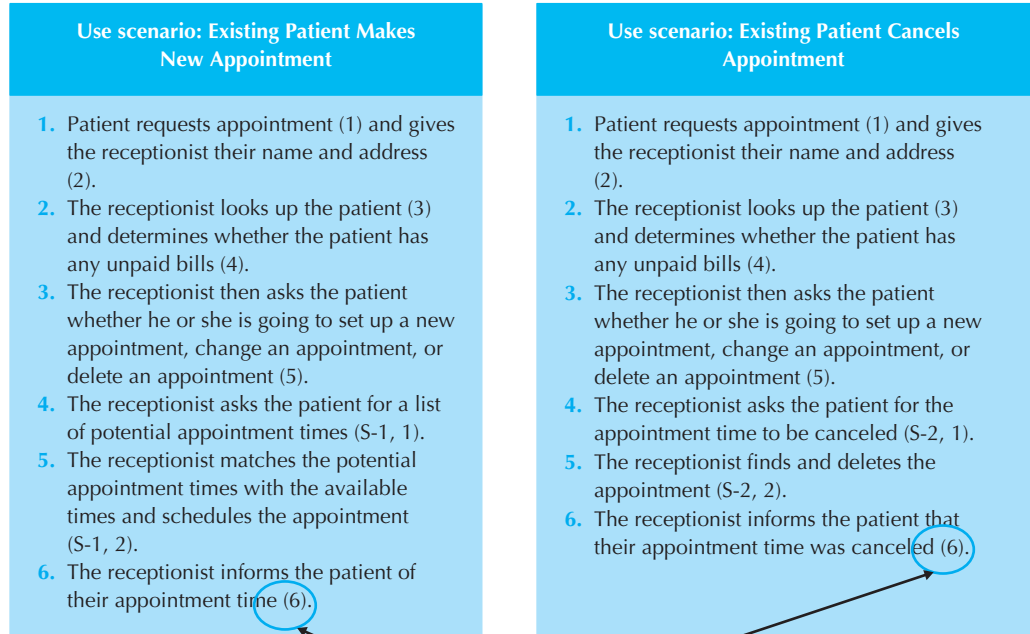 Use scenario: Existing Patient Makes
New Appointment
1. Patient requests appointment (1) and gives
the receptionist their name and address
(2).
2. The receptionist looks up the patient (3)
and determines whether the patient has
any unpaid bills (4).
3. The receptionist then asks the patient
whether he or she is going to set up a new
appointment, change an appointment, or
delete an appointment (5).
4. The receptionist asks the patient for a list
of potential appointment times (S-1, 1).
5. The receptionist matches the potential
appointment times with the available
times and schedules the appointment
(S-1, 2).
6. The receptionist informs the patient of
their appointment time (6).
Use scenario: Existing Patient Cancels
Appointment
1. Patient requests appointment (1) and gives
the receptionist their name and address
(2).
2. The receptionist looks up the patient (3)
and determines whether the patient has
any unpaid bills (4).
3. The receptionist then asks the patient
whether he or she is going to set up a new
appointment, change an appointment, or
delete an appointment (5).
4. The receptionist asks the patient for the
appointment time to be canceled (S-2, 1).
5. The receptionist finds and deletes the
appointment (S-2, 2).
6. The receptionist informs the patient that
their appointment time was canceled (6).